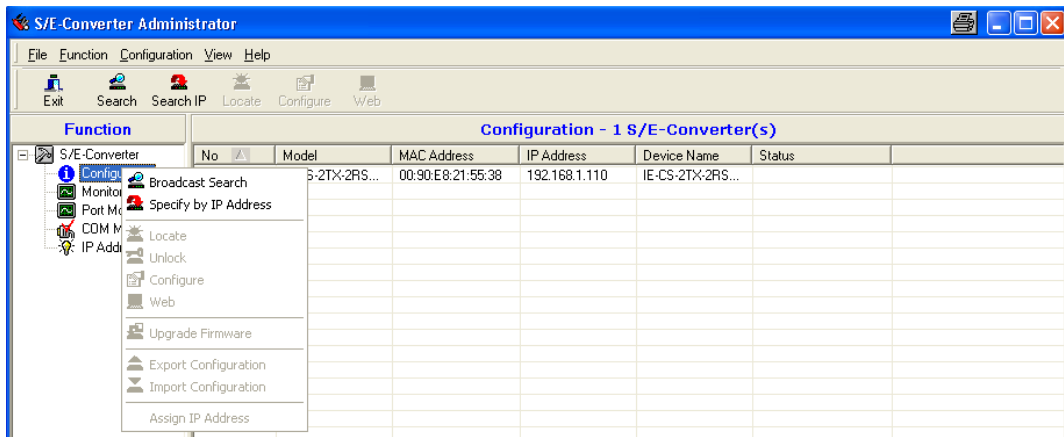 S/E-Converter Administrator
File Function Configuration View Help
Exit Search Search IP Locate Configure Web
Function
Configuration - 1 S/E-Converter(s)
S/E-Converter
No Model MAC Address IP Address Device Name Status
Configu
S-2TX-2RS... 00:90:E8:21:55:38 192.168.1.110 IE-CS-2TX-2RS...
Monitor
Port Mo
COM M
IP Addr
Broadcast Search
Specify by IP Address
Locate
Unlock
Configure
Web
Upgrade Firmware
Export Configuration
Import Configuration
Assign IP Address